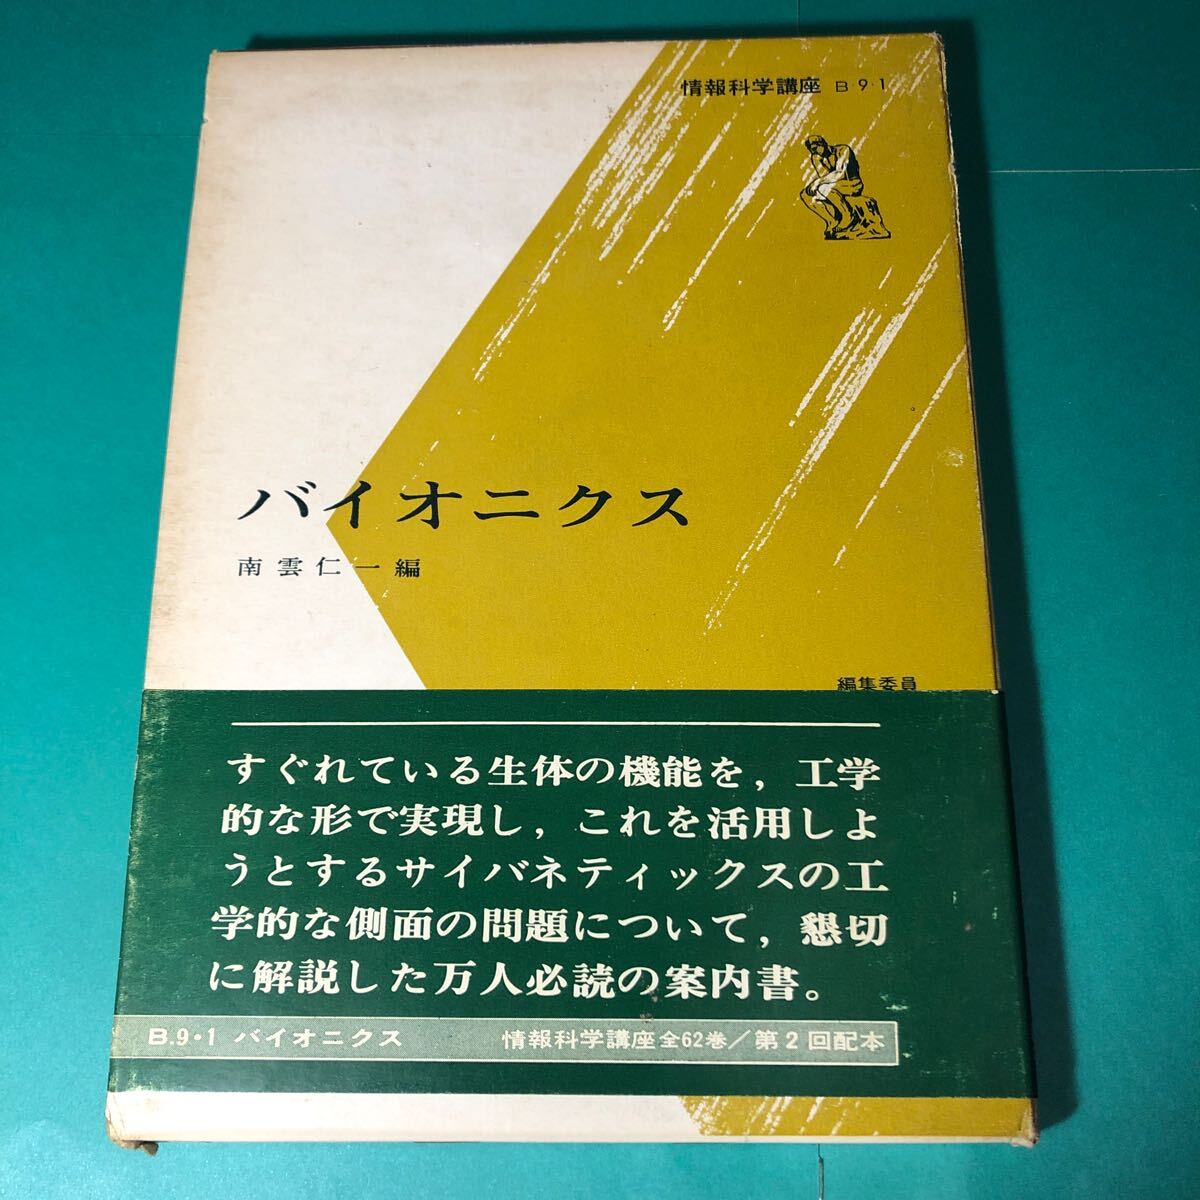 情報科学講座 B 9・1
バイオニクス
南雲仁一編
編集委員
すぐれている生体の機能を，工学
的な形で実現し，これを活用しよ
うとするサイバネティックスの工
学的な側面の問題について，懇切
に解説した万人必読の案内書。
B.9・1 バイオニクス 情報科学講座全62巻／第2回配本